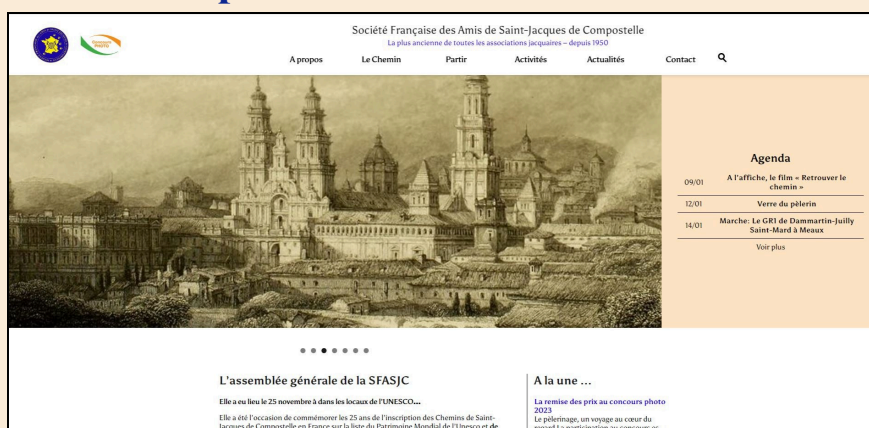 Société Française des Amis de Saint-Jacques de Compostelle
La plus ancienne de toutes les associations jacquaires – depuis 1950
A propos
Le Chemin
Partir
Activités
Actualités
Contact
Agenda
09/01
A l'affiche, le film « Retrouver le
chemin »
12/01
Verre du pèlerin
14/01
Marche: Le GR1 de Dammartin-Juilly
Saint-Mard à Meaux
Voir plus
L'assemblée générale de la SFASJC
Elle a eu lieu le 25 novembre à dans les locaux de l'UNESCO...
Elle a été l'occasion de commémorer les 25 ans de l'inscription des Chemins de Saint-
Jacques de Compostelle en France sur la liste du Patrimoine Mondial de l'Unesco et de
A la une ...
La remise des prix au concours photo
2023
Le pèlerinage, un voyage au cœur du
regard La participation au concours